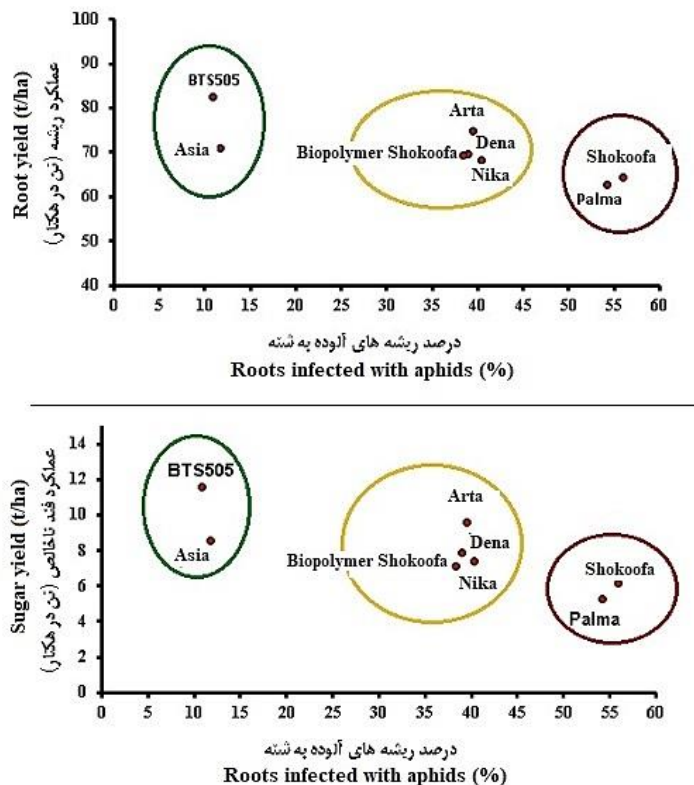 100
90
80
70
60
50
40
Root yield (t/ha)
عملکرد ریشه (تن در هکتار)
BTS505
Asia
Arta
Dena
Biopolymer Shokoofa
Nika
Shokoofa
Palma
0 5 10 15 20 25 30 35 40 45 50 55 60
درصد ریشه های آلوده به شته
Roots infected with aphids (%)
14
12
10
8
6
4
2
0
Sugar yield (t/ha)
عملکرد قند ناخالص (تن در هکتار)
BTS505
Asia
Arta
Dena
Biopolymer Shokoofa
Nika
Shokoofa
Palma
0 5 10 15 20 25 30 35 40 45 50 55 60
درصد ریشه های آلوده به شته
Roots infected with aphids (%)